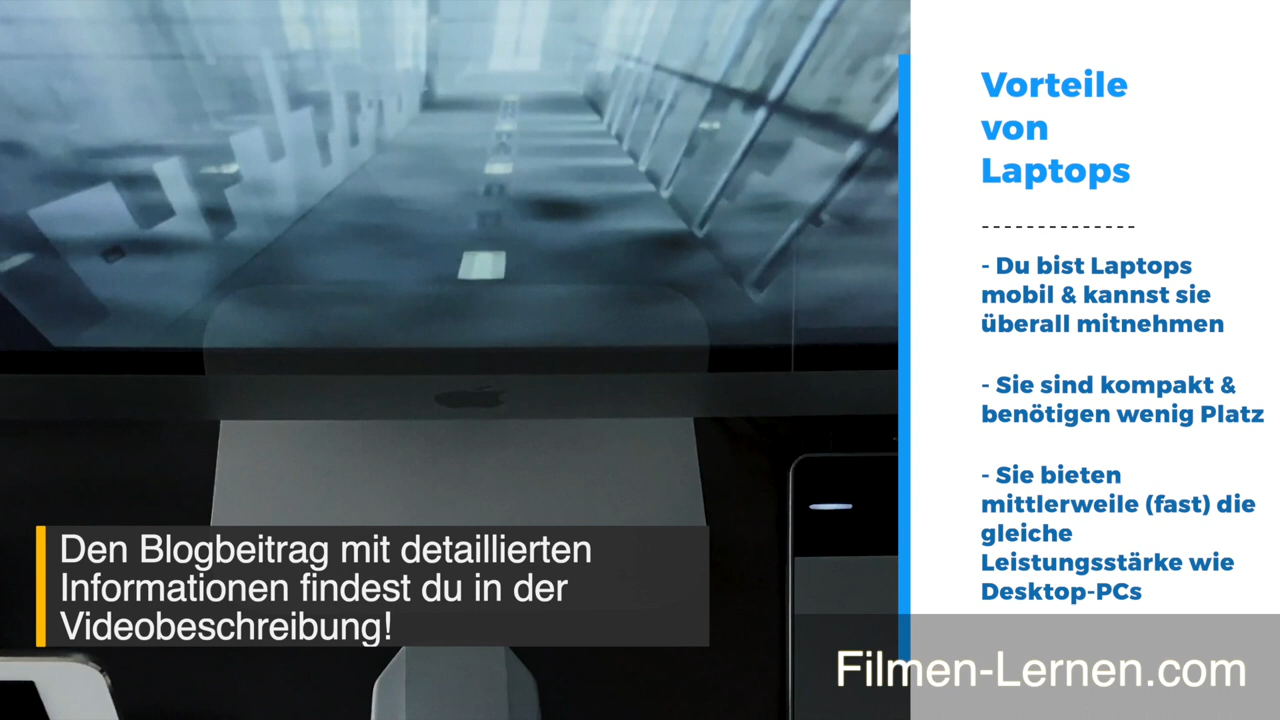 Vorteile
von
Laptops
--------------
- Du bist Laptops
mobil & kannst sie
überall mitnehmen
- Sie sind kompakt &
benötigen wenig Platz
- Sie bieten
mittlerweile (fast) die
gleiche
Leistungsstärke wie
Desktop-PCs
Den Blogbeitrag mit detaillierten
Informationen findest du in der
Videobeschreibung!
Filmen-Lernen.com